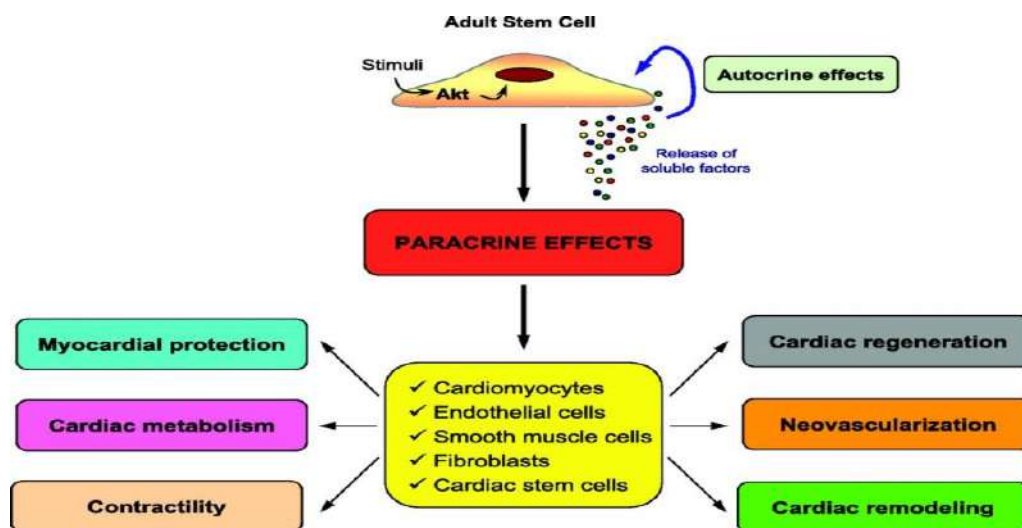 Adult Stem Cell
Stimuli
Akt
Autocrine effects
Release of
soluble factors
PARACRINE EFFECTS
Myocardial protection
Cardiac metabolism
Contractility
✓ Cardiomyocytes
✓ Endothelial cells
✓ Smooth muscle cells
✓ Fibroblasts
✓ Cardiac stem cells
Cardiac regeneration
Neovascularization
Cardiac remodeling